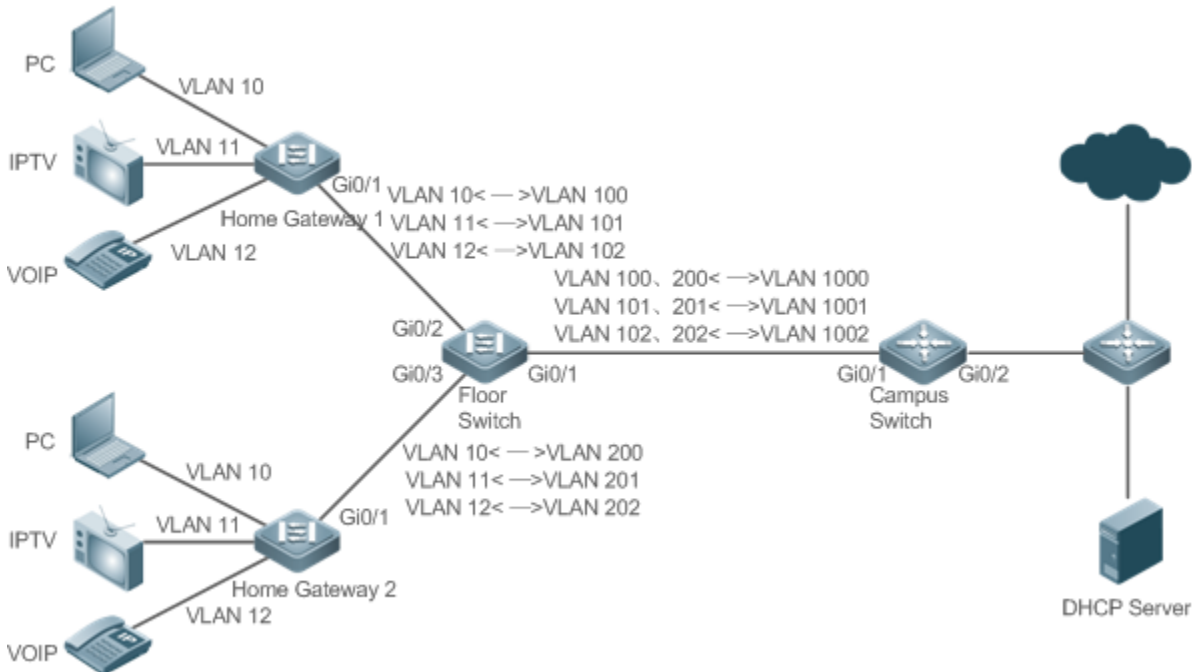 PC
VLAN 10
IPTV
VLAN 11
Gi0/1
VLAN 10< — >VLAN 100
Home Gateway 1
VLAN 11< —>VLAN 101
VOIP
VLAN 12
VLAN 12< —>VLAN 102
VLAN 100、200< —>VLAN 1000
VLAN 101、201< —>VLAN 1001
VLAN 102、202< —>VLAN 1002
Gi0/2
Gi0/3
Gi0/1
Gi0/1
Gi0/2
Floor
Switch
Campus
Switch
PC
VLAN 10
VLAN 10< — >VLAN 200
VLAN 11< —>VLAN 201
VLAN 12< —>VLAN 202
IPTV
VLAN 11
Gi0/1
Home Gateway 2
VLAN 12
VOIP
IP
IP
DHCP Server